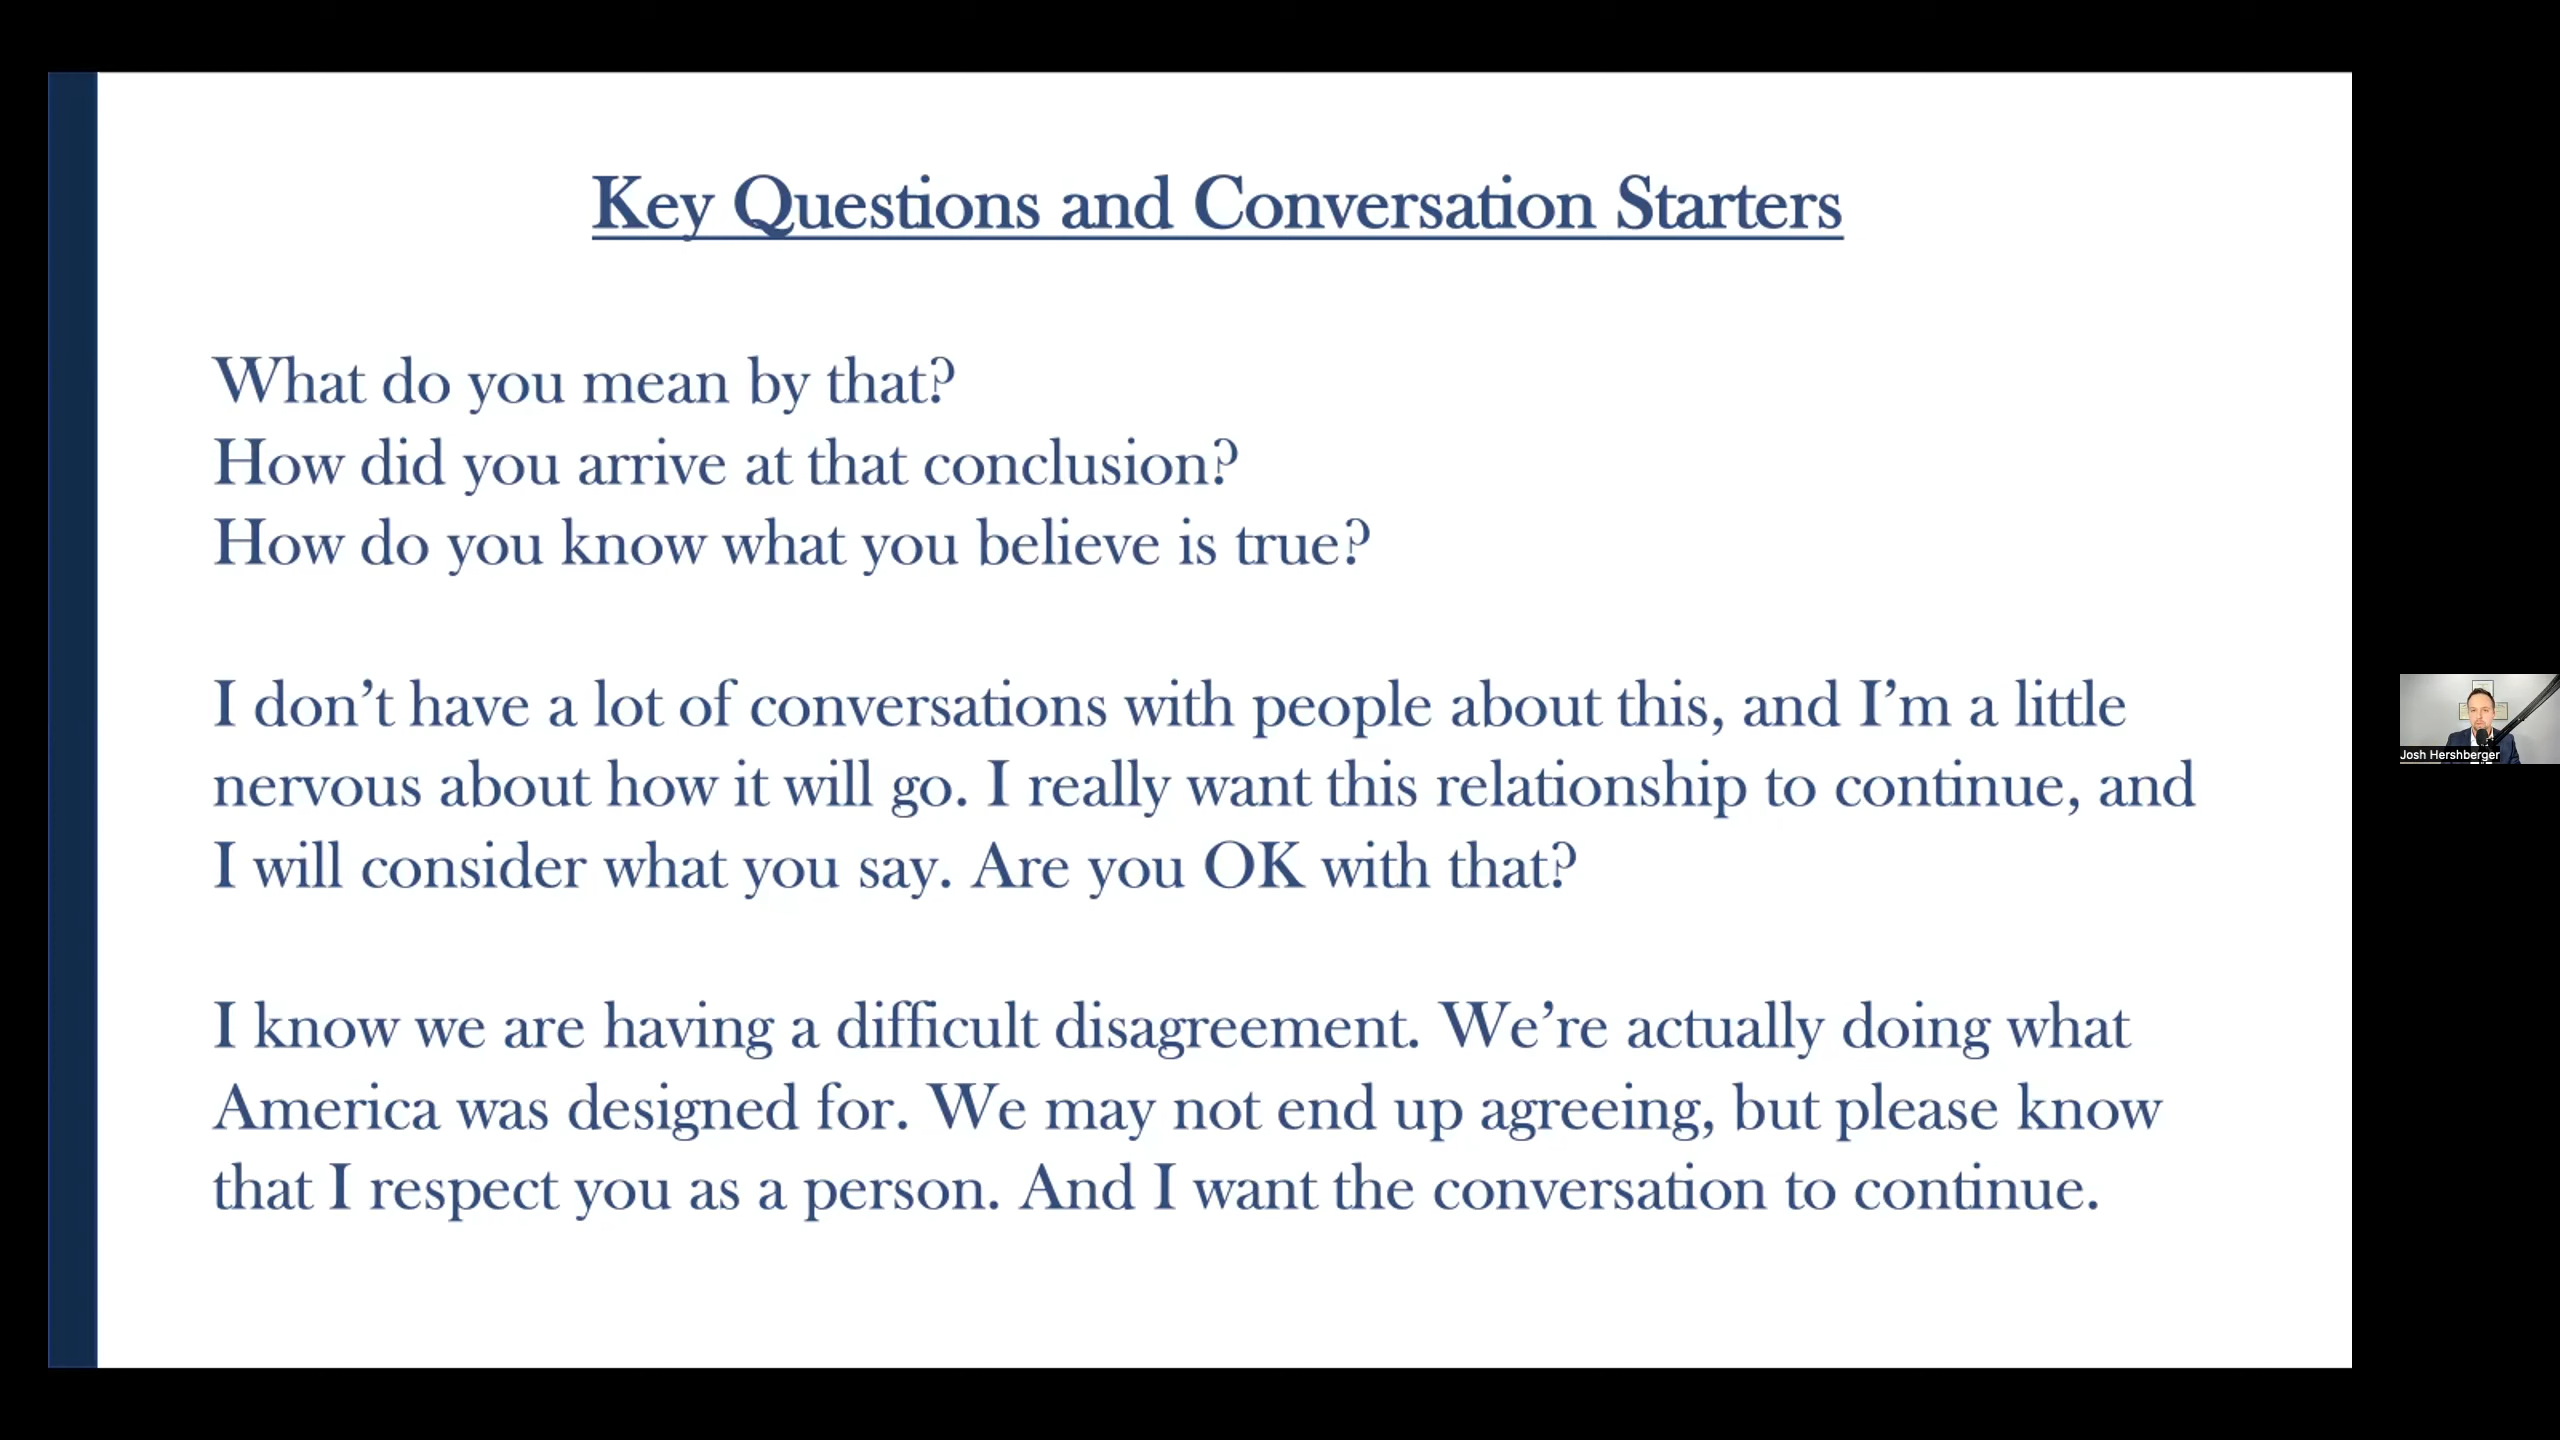 Key Questions and Conversation Starters
What do you mean by that?
How did you arrive at that conclusion?
How do you know what you believe is true?
I don’t have a lot of conversations with people about this, and I’m a little
nervous about how it will go. I really want this relationship to continue, and
I will consider what you say. Are you OK with that?
I know we are having a difficult disagreement. We’re actually doing what
America was designed for. We may not end up agreeing, but please know
that I respect you as a person. And I want the conversation to continue.
Josh Hershberger